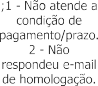 ;1 - Não atende a
condição de
pagamento/prazo.
2 - Não
respondeu e-mail
de homologação.